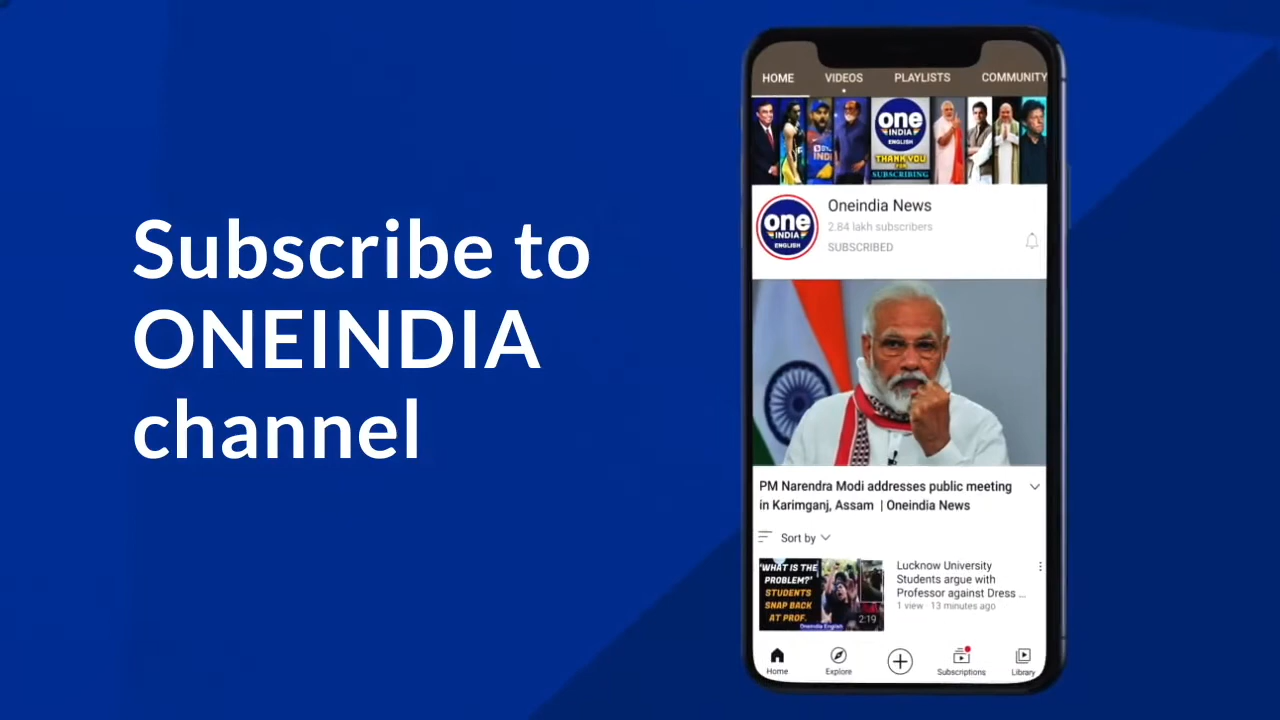 Subscribe to
ONEINDIA
channel
HOME VIDEOS PLAYLISTS COMMUNITY
one
INDIA
ENGLISH
THANK YOU
FOR
SUBSCRIBING
Oneindia News
2.84 lakh subscribers
SUBSCRIBED
one
INDIA
ENGLISH
PM Narendra Modi addresses public meeting
in Karimganj, Assam | Oneindia News
Sort by
'WHAT IS THE
PROBLEM?'
STUDENTS
SNAP BACK
AT PROF.
Oneindia English
2:19
Lucknow University
Students argue with
Professor against Dress ...
1 view · 13 minutes ago
Home Explore Subscriptions Library